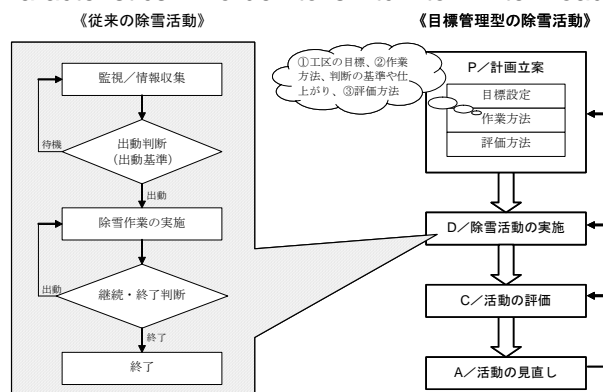 《従来の除雪活動》
監視／情報収集
待機
出動判断
(出動基準)
出動
除雪作業の実施
出動
継続・終了判断
終了
終了
《目標管理型の除雪活動》
①工区の目標、②作業
方法、判断の基準や仕
上がり、③評価方法
P／計画立案
目標設定
作業方法
評価方法
D／除雪活動の実施
C／活動の評価
A／活動の見直し